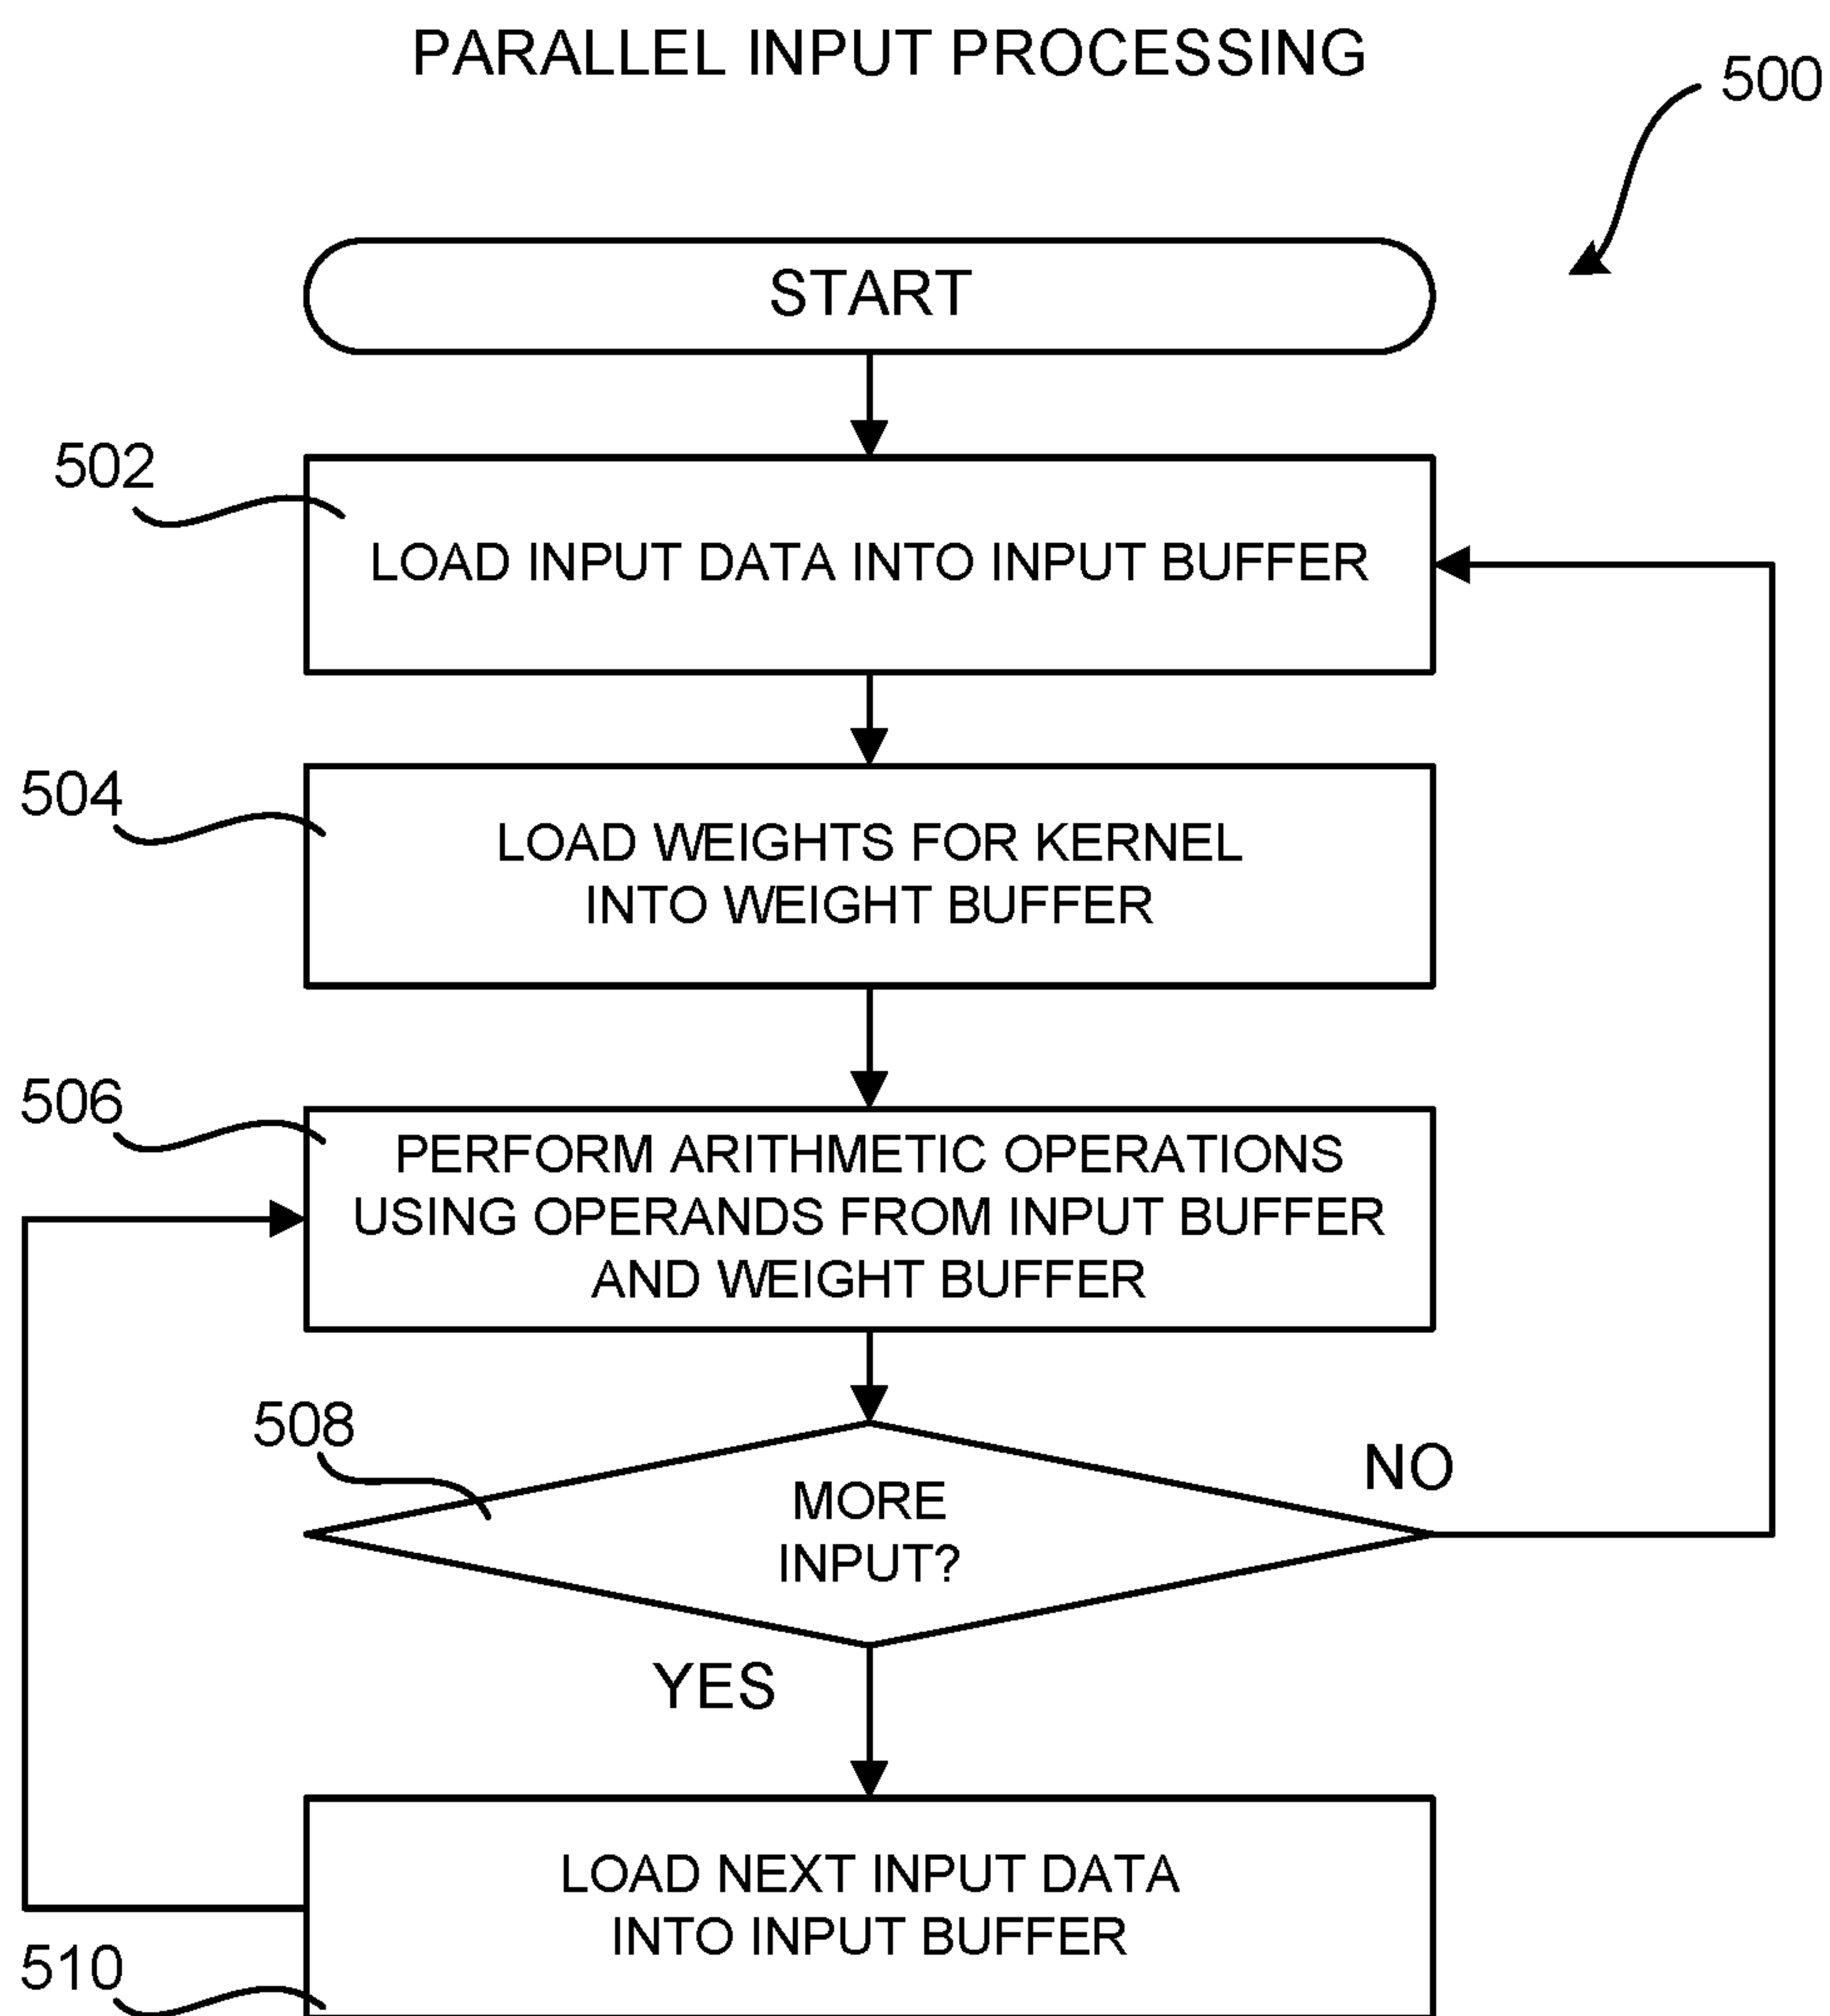 PARALLEL INPUT PROCESSING
500
START
502
LOAD INPUT DATA INTO INPUT BUFFER
504
LOAD WEIGHTS FOR KERNEL
INTO WEIGHT BUFFER
506
PERFORM ARITHMETIC OPERATIONS
USING OPERANDS FROM INPUT BUFFER
AND WEIGHT BUFFER
508
MORE
INPUT?
NO
YES
LOAD NEXT INPUT DATA
INTO INPUT BUFFER
510